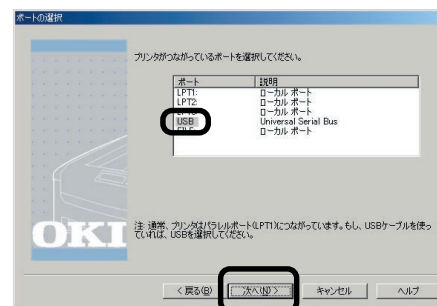 ポートの選択
プリンタがつながっているポートを選択してください。
ポート 説明
LPT1: ローカル ポート
LPT2: ローカル ポート
ローカル ポート
USB Universal Serial Bus
ローカル ポート
OKI
注: 通常、プリンタはパラレルポート(LPT1)につながっています。もし、USBケーブルを使っ
ていれば、USBを選択してください。
< 戻る(B) 次へ(N) > キャンセル ヘルプ